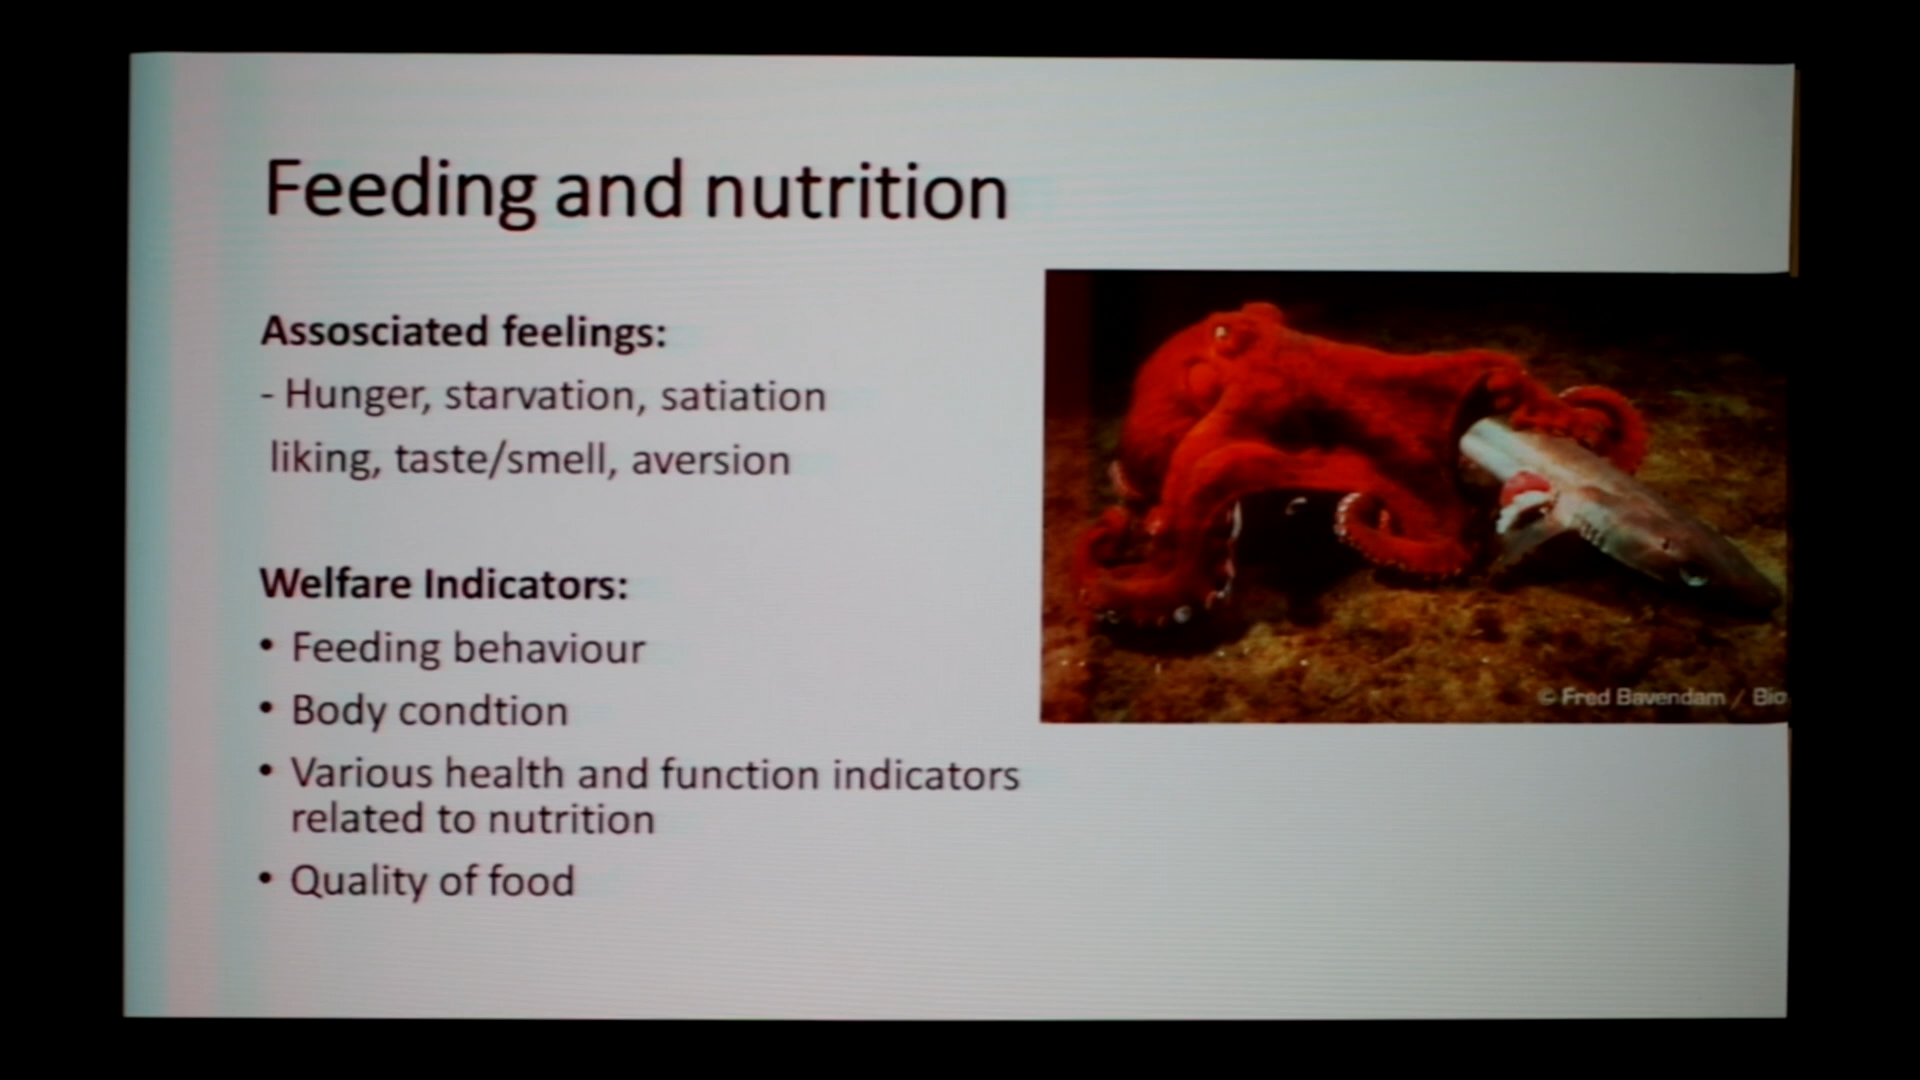 Feeding and nutrition
Assosciated feelings:
- Hunger, starvation, satiation
liking, taste/smell, aversion
Welfare Indicators:
• Feeding behaviour
• Body condtion
• Various health and function indicators
related to nutrition
• Quality of food
© Fred Bavendam / Bio